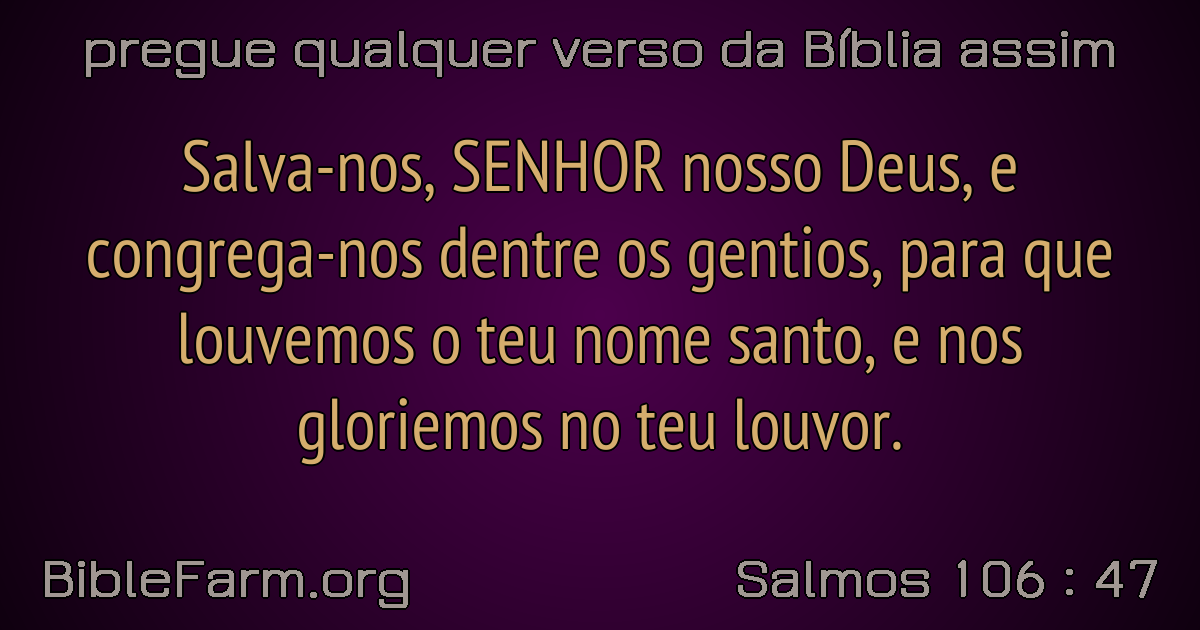 pregue qualquer verso da Bíblia assim
Salva-nos, SENHOR nosso Deus, e
congrega-nos dentre os gentios, para que
louvemos o teu nome santo, e nos
gloriemos no teu louvor.
BibleFarm.org
Salmos 106 : 47